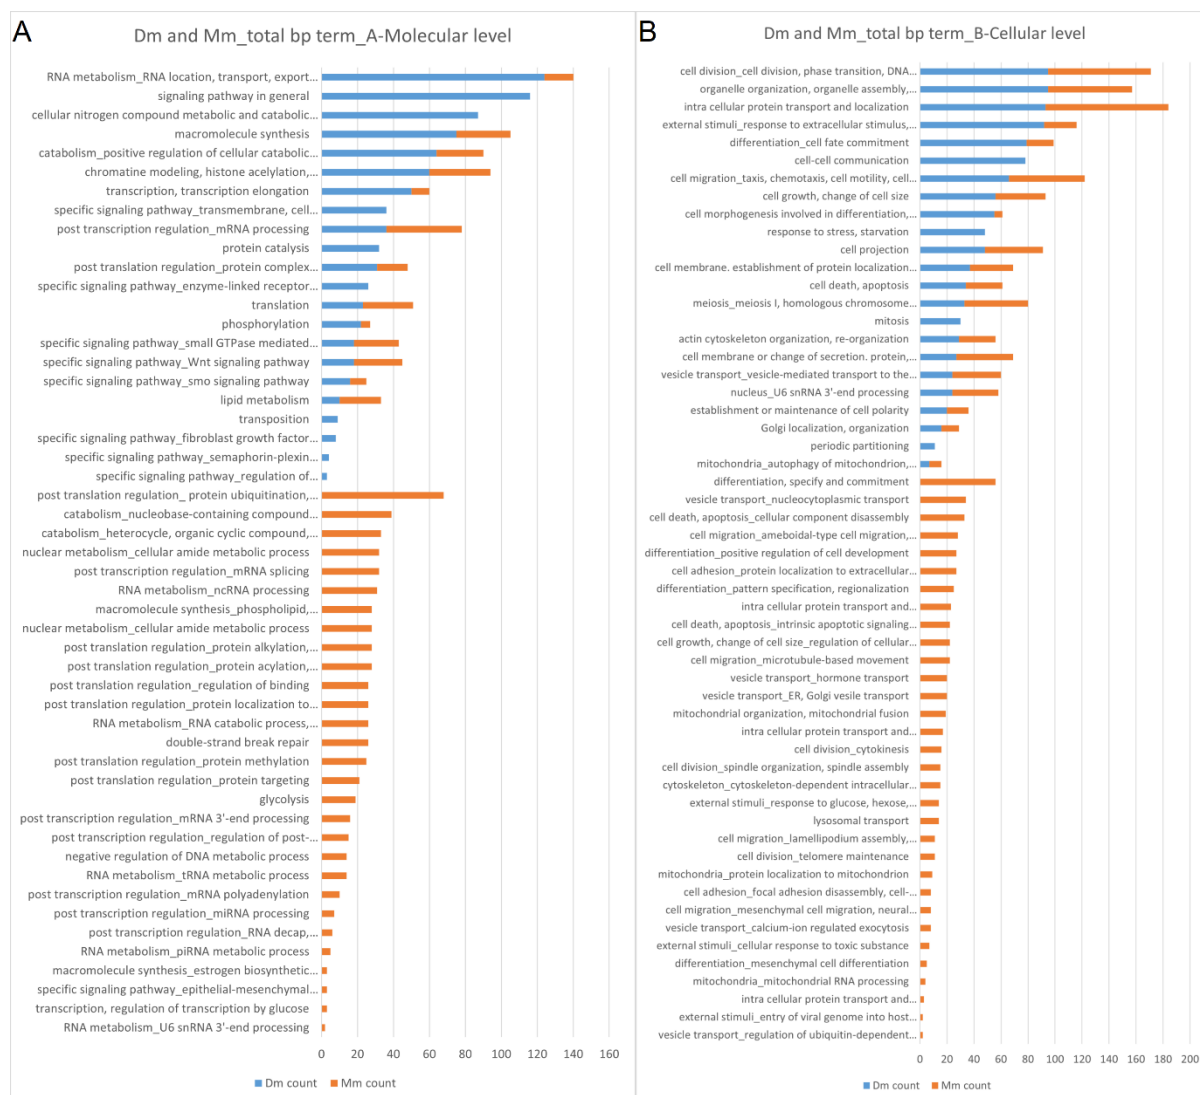 A
Dm and Mm_total bp term_A-Molecular level
RNA metabolism_RNA location, transport, export...
signaling pathway in general
cellular nitrogen compound metabolic and catabolic...
macromolecule synthesis
catabolism_positive regulation of cellular catabolic...
chromatine modeling, histone acelylation,...
transcription, transcription elongation
specific signaling pathway_transmembrane, cell...
post transcription regulation_mRNA processing
protein catalysis
post translation regulation_protein complex...
specific signaling pathway_enzyme-linked receptor...
translation
phosphorylation
specific signaling pathway_small GTPase mediated...
specific signaling pathway_Wnt signaling pathway
specific signaling pathway_smo signaling pathway
lipid metabolism
transposition
specific signaling pathway_fibroblast growth factor...
specific signaling pathway_semaphorin-plexin...
specific signaling pathway_regulation of...
post translation regulation_ protein ubiquitination,...
catabolism_nucleobase-containing compound...
catabolism_heterocycle, organic cyclic compound,...
nuclear metabolism_cellular amide metabolic process
post transcription regulation_mRNA splicing
RNA metabolism_ncRNA processing
macromolecule synthesis_phospholipid,...
nuclear metabolism_cellular amide metabolic process
post translation regulation_protein alkylation,...
post translation regulation_protein acylation,...
post translation regulation_regulation of binding
post translation regulation_protein localization to...
RNA metabolism_RNA catabolic process,...
double-strand break repair
post translation regulation_protein methylation
post translation regulation_protein targeting
glycolysis
post transcription regulation_mRNA 3'-end processing
post transcription regulation_regulation of post-...
negative regulation of DNA metabolic process
RNA metabolism_tRNA metabolic process
post transcription regulation_mRNA polyadenylation
post transcription regulation_miRNA processing
post transcription regulation_RNA decap,...
RNA metabolism_piRNA metabolic process
macromolecule synthesis_estrogen biosynthetic...
specific signaling pathway_epithelial-mesenchymal...
transcription, regulation of transcription by glucose
RNA metabolism_U6 snRNA 3'-end processing
0 20 40 60 80 100 120 140 160
Dm count Mm count
B
Dm and Mm_total bp term_B-Cellular level
cell division_cell division, phase transition, DNA...
organelle organization, organelle assembly,...
intra cellular protein transport and localization
external stimuli_response to extracellular stimulus,...
differentiation_cell fate commitment
cell-cell communication
cell migration_taxis, chemotaxis, cell motility, cell...
cell growth, change of cell size
cell morphogenesis involved in differentiation,...
response to stress, starvation
cell projection
cell membrane. establishment of protein localization...
cell death, apoptosis
meiosis_meiosis I, homologous chromosome...
mitosis
actin cytoskeleton organization, re-organization
cell membrane or change of secretion. protein,...
vesicle transport_vesicle-mediated transport to the...
nucleus_U6 snRNA 3'-end processing
establishment or maintenance of cell polarity
Golgi localization, organization
periodic partitioning
mitochondria_autophagy of mitochondrion,...
differentiation, specify and commitment
vesicle transport_nucleocytoplasmic transport
cell death, apoptosis_cellular component disassembly
cell migration_ameboidal-type cell migration,...
differentiation_positive regulation of cell development
cell adhesion_protein localization to extracellular...
differentiation_pattern specification, regionalization
intra cellular protein transport and...
cell death, apoptosis_intrinsic apoptotic signaling...
cell growth, change of cell size_regulation of cellular...
cell migration_microtubule-based movement
vesicle transport_hormone transport
vesicle transport_ER, Golgi vesile transport
mitochondrial organization, mitochondrial fusion
intra cellular protein transport and...
cell division_cytokinesis
cell division_spindle organization, spindle assembly
cytoskeleton_cytoskeleton-dependent intracellular...
external stimuli_response to glucose, hexose,...
lysosomal transport
cell migration_lamellipodium assembly,...
cell division_telomere maintenance
mitochondria_protein localization to mitochondrion
cell adhesion_focal adhesion disassembly, cell-...
cell migration_mesenchymal cell migration, neural...
vesicle transport_calcium-ion regulated exocytosis
external stimuli_cellular response to toxic substance
differentiation_mesenchymal cell differentiation
mitochondria_mitochondrial RNA processing
intra cellular protein transport and...
external stimuli_entry of viral genome into host...
vesicle transport_regulation of ubiquitin-dependent...
0 20 40 60 80 100 120 140 160 180 200
Dm count Mm count